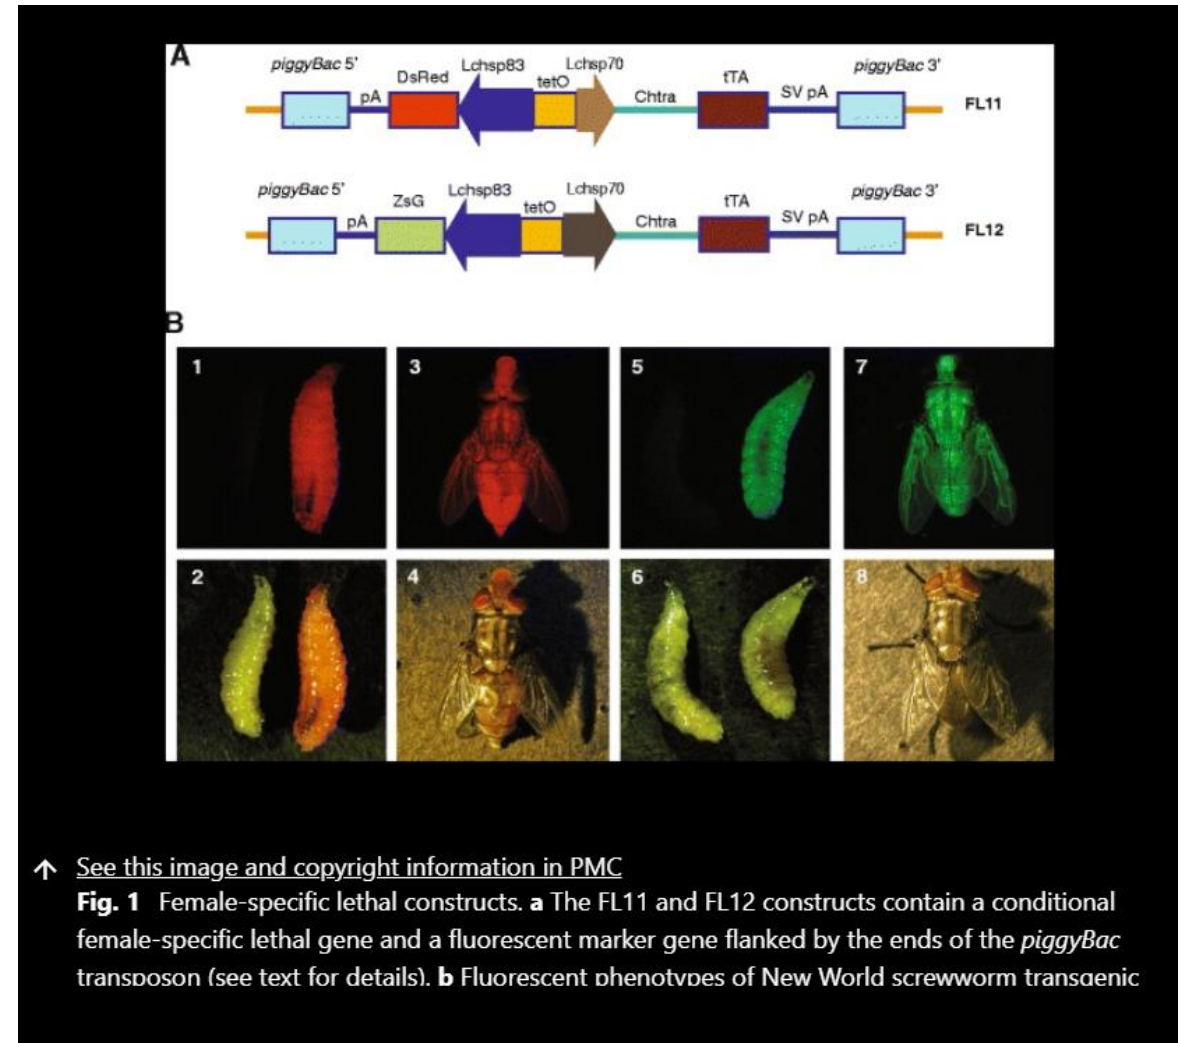 A
piggyBac 5' pA DsRed Lchsp83 tetO Lchsp70 Chtra tTA SV pA piggyBac 3' FL11
piggyBac 5' pA ZsG Lchsp83 tetO Lchsp70 Chtra tTA SV pA piggyBac 3' FL12
B
1 3 5 7
2 4 6 8
↑ See this image and copyright information in PMC
Fig. 1 Female-specific lethal constructs. a The FL11 and FL12 constructs contain a conditional
female-specific lethal gene and a fluorescent marker gene flanked by the ends of the piggyBac
transposon (see text for details). b Fluorescent phenotypes of New World screwworm transgenic